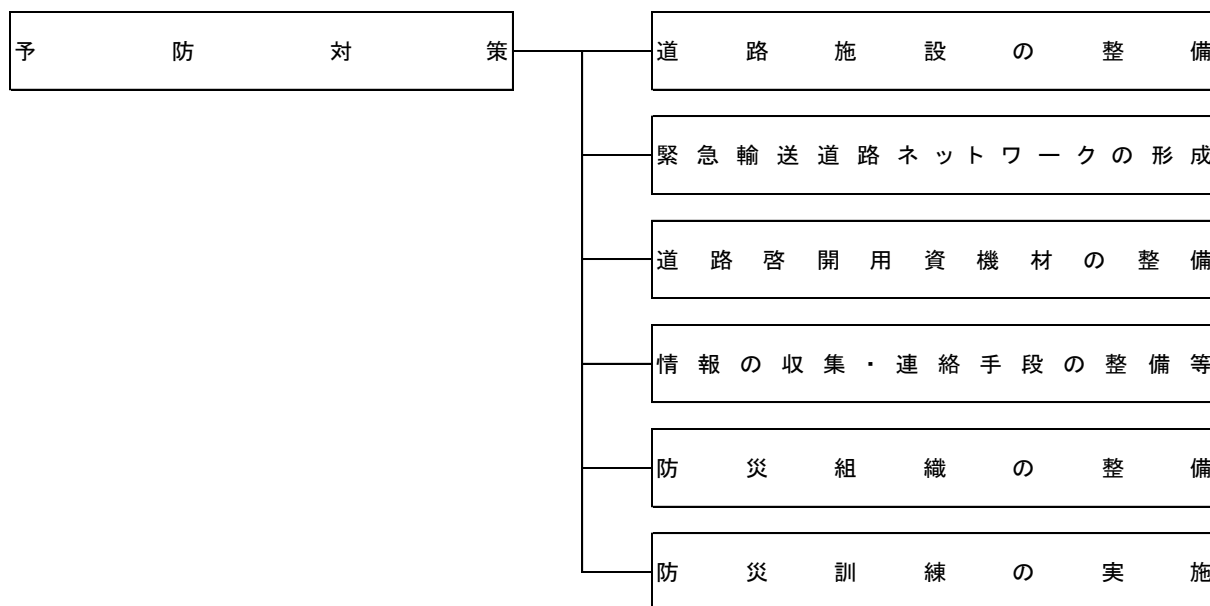 予防対策
道路施設の整備
緊急輸送道路ネットワークの形成
道路啓開用資機材の整備
情報の収集・連絡手段の整備等
防災組織の整備
防災訓練の実施